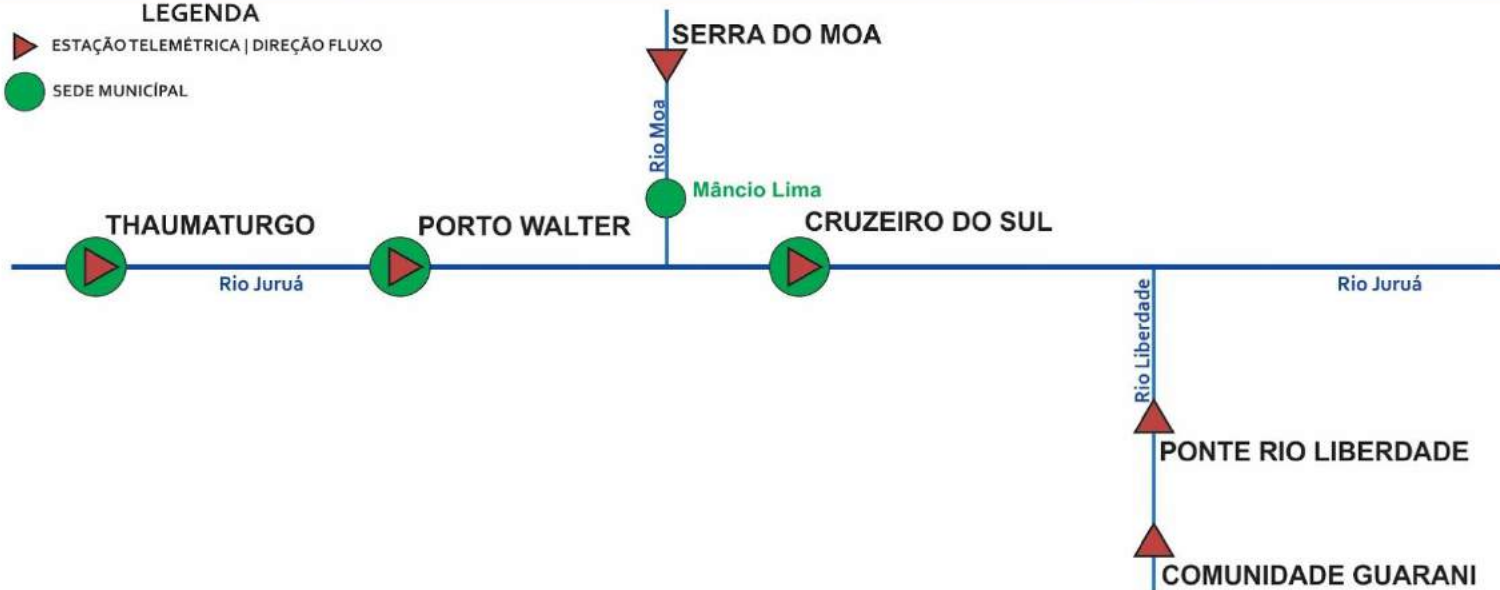 LEGENDA
ESTAÇÃO TELEMÉTRICA | DIREÇÃO FLUXO
SEDE MUNICÍPAL
SERRA DO MOA
Rio Moa
Mâncio Lima
THAUMATURGO
PORTO WALTER
CRUZEIRO DO SUL
Rio Juruá
Rio Juruá
Rio Liberdade
PONTE RIO LIBERDADE
COMUNIDADE GUARANI